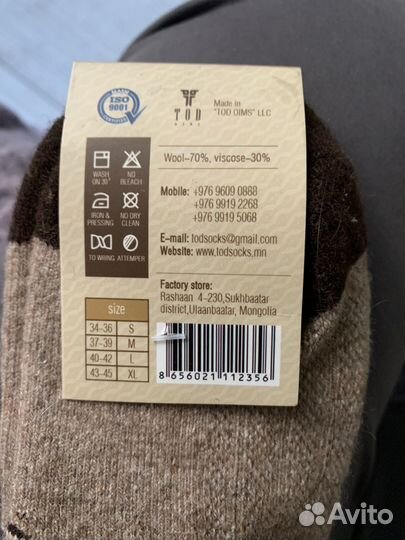 MAAB
ISO
9001
CERTIFIED
TOD
OIMS
Made in
"TOD OIMS" LLC
WASH
ON 30°
NO
BLEACH
IRON &
PRESSING
NO DRY
CLEAN
TO WRING
ATTEMPER
Wool-70%, viscose-30%
Mobile: +976 9609 0888
+976 9919 2268
+976 9919 5068
E-mail: todsocks@gmail.com
Website: www.todsocks.mn
Factory store:
Rashaan 4-230,Sukhbaatar
district,Ulaanbaatar, Mongolia
size
34-36 S
37-39 M
40-42 L
43-45 XL
8 656021 112356
Avito